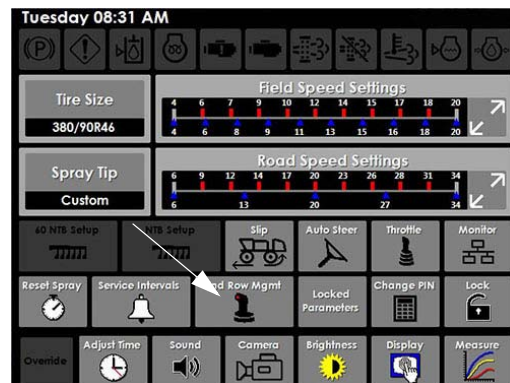 Tuesday 08:31 AM
Tire Size
380/90R46
Field Speed Settings
4 6 7 9 10 12 14 15 17 18 20
4 6 8 9 11 13 15 16 18 20
Spray Tip
Custom
Road Speed Settings
6 9 12 14 17 20 23 26 28 31 34
6 13 20 27 34
60 NTB Setup
NTB Setup
Slip
Auto Steer
Throttle
Monitor
Reset Spray
Service Intervals
Row Mgmt
Locked
Parameters
Change PIN
Lock
Override
Adjust Time
Sound
Camera
Brightness
Display
Measure